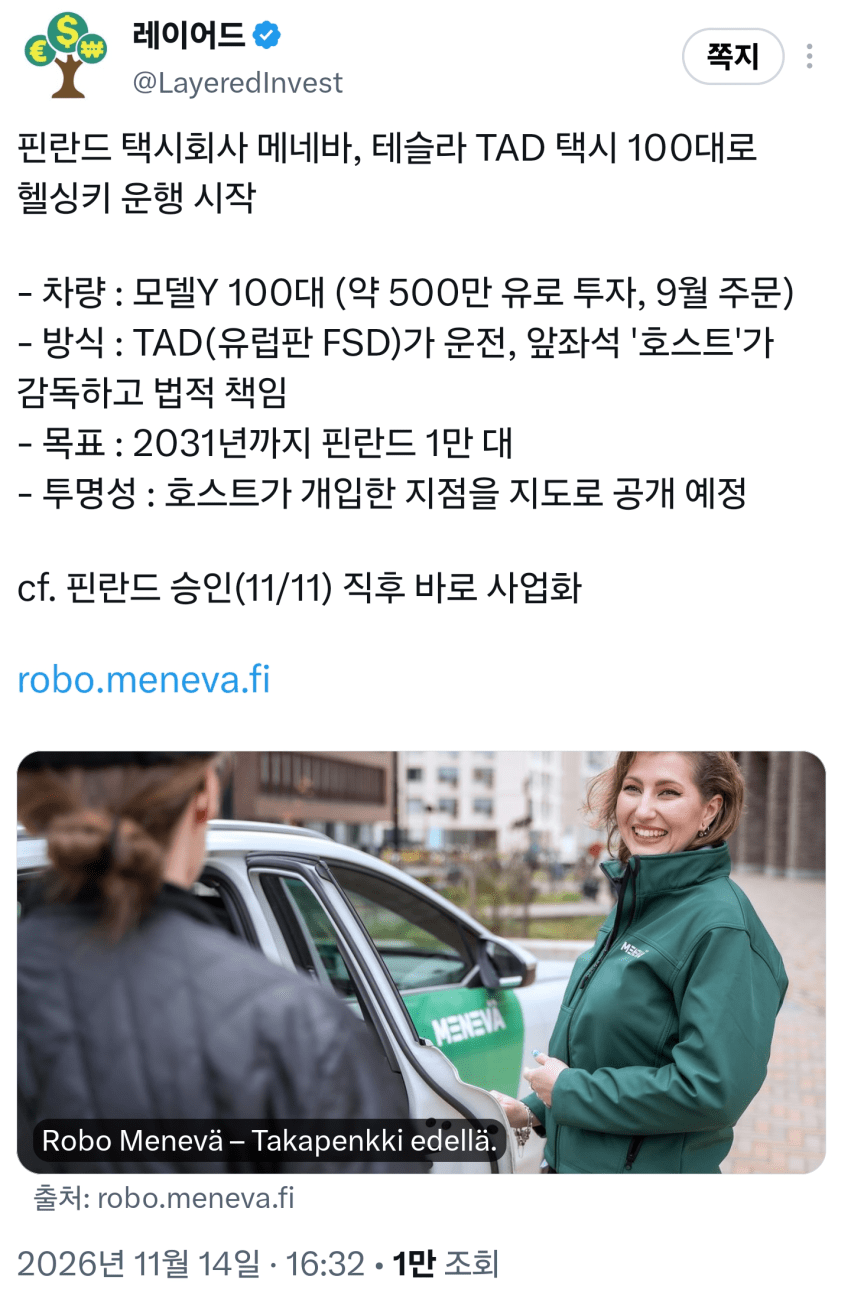 레이어드
@LayeredInvest
쪽지
핀란드 택시회사 메네바, 테슬라 TAD 택시 100대로
헬싱키 운행 시작
- 차량 : 모델Y 100대 (약 500만 유로 투자, 9월 주문)
- 방식 : TAD(유럽판 FSD)가 운전, 앞좌석 '호스트'가
감독하고 법적 책임
- 목표 : 2031년까지 핀란드 1만 대
- 투명성 : 호스트가 개입한 지점을 지도로 공개 예정
cf. 핀란드 승인(11/11) 직후 바로 사업화
robo.meneva.fi
MENEVÄ
Robo Menevä – Takapenkki edellä.
출처: robo.meneva.fi
2026년 11월 14일 · 16:32 • 1만 조회